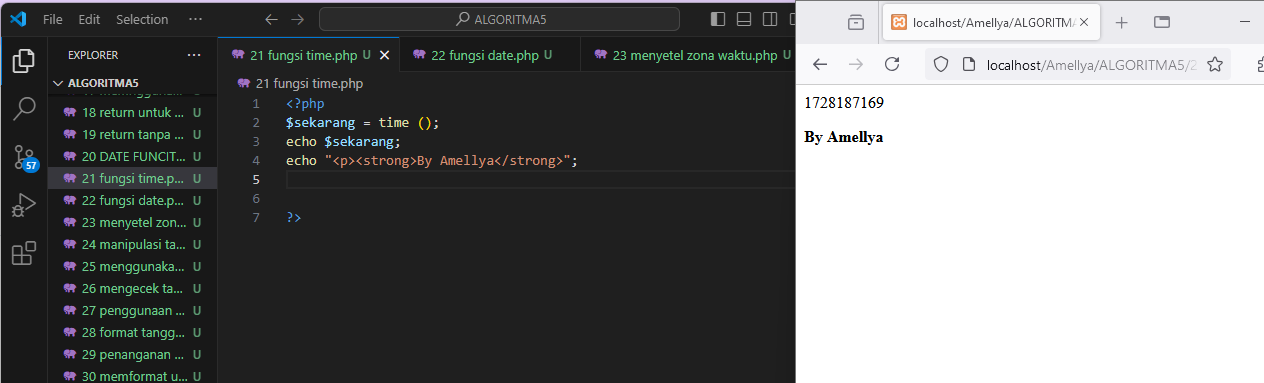 File Edit Selection ··· ALGORITMA5
EXPLORER ···
ALGORITMA5
18 return untuk ... U
19 return tanpa ... U
20 DATE FUNCIT... U
21 fungsi time.p... U
22 fungsi date.p... U
23 menyetel zon... U
24 manipulasi ta... U
25 menggunaka... U
26 mengecek ta... U
27 penggunaan ... U
28 format tangg... U
29 penanganan ... U
30 memformat u... U
57
21 fungsi time.php U
22 fungsi date.php U
23 menyetel zona waktu.php U
21 fungsi time.php
1 <?php
2 $sekarang = time ();
3 echo $sekarang;
4 echo "<p><strong>By Amellya</strong>";
5
6
7 ?>
localhost/Amellya/ALGORITMA
localhost/Amellya/ALGORITMA5/2
1728187169
By Amellya